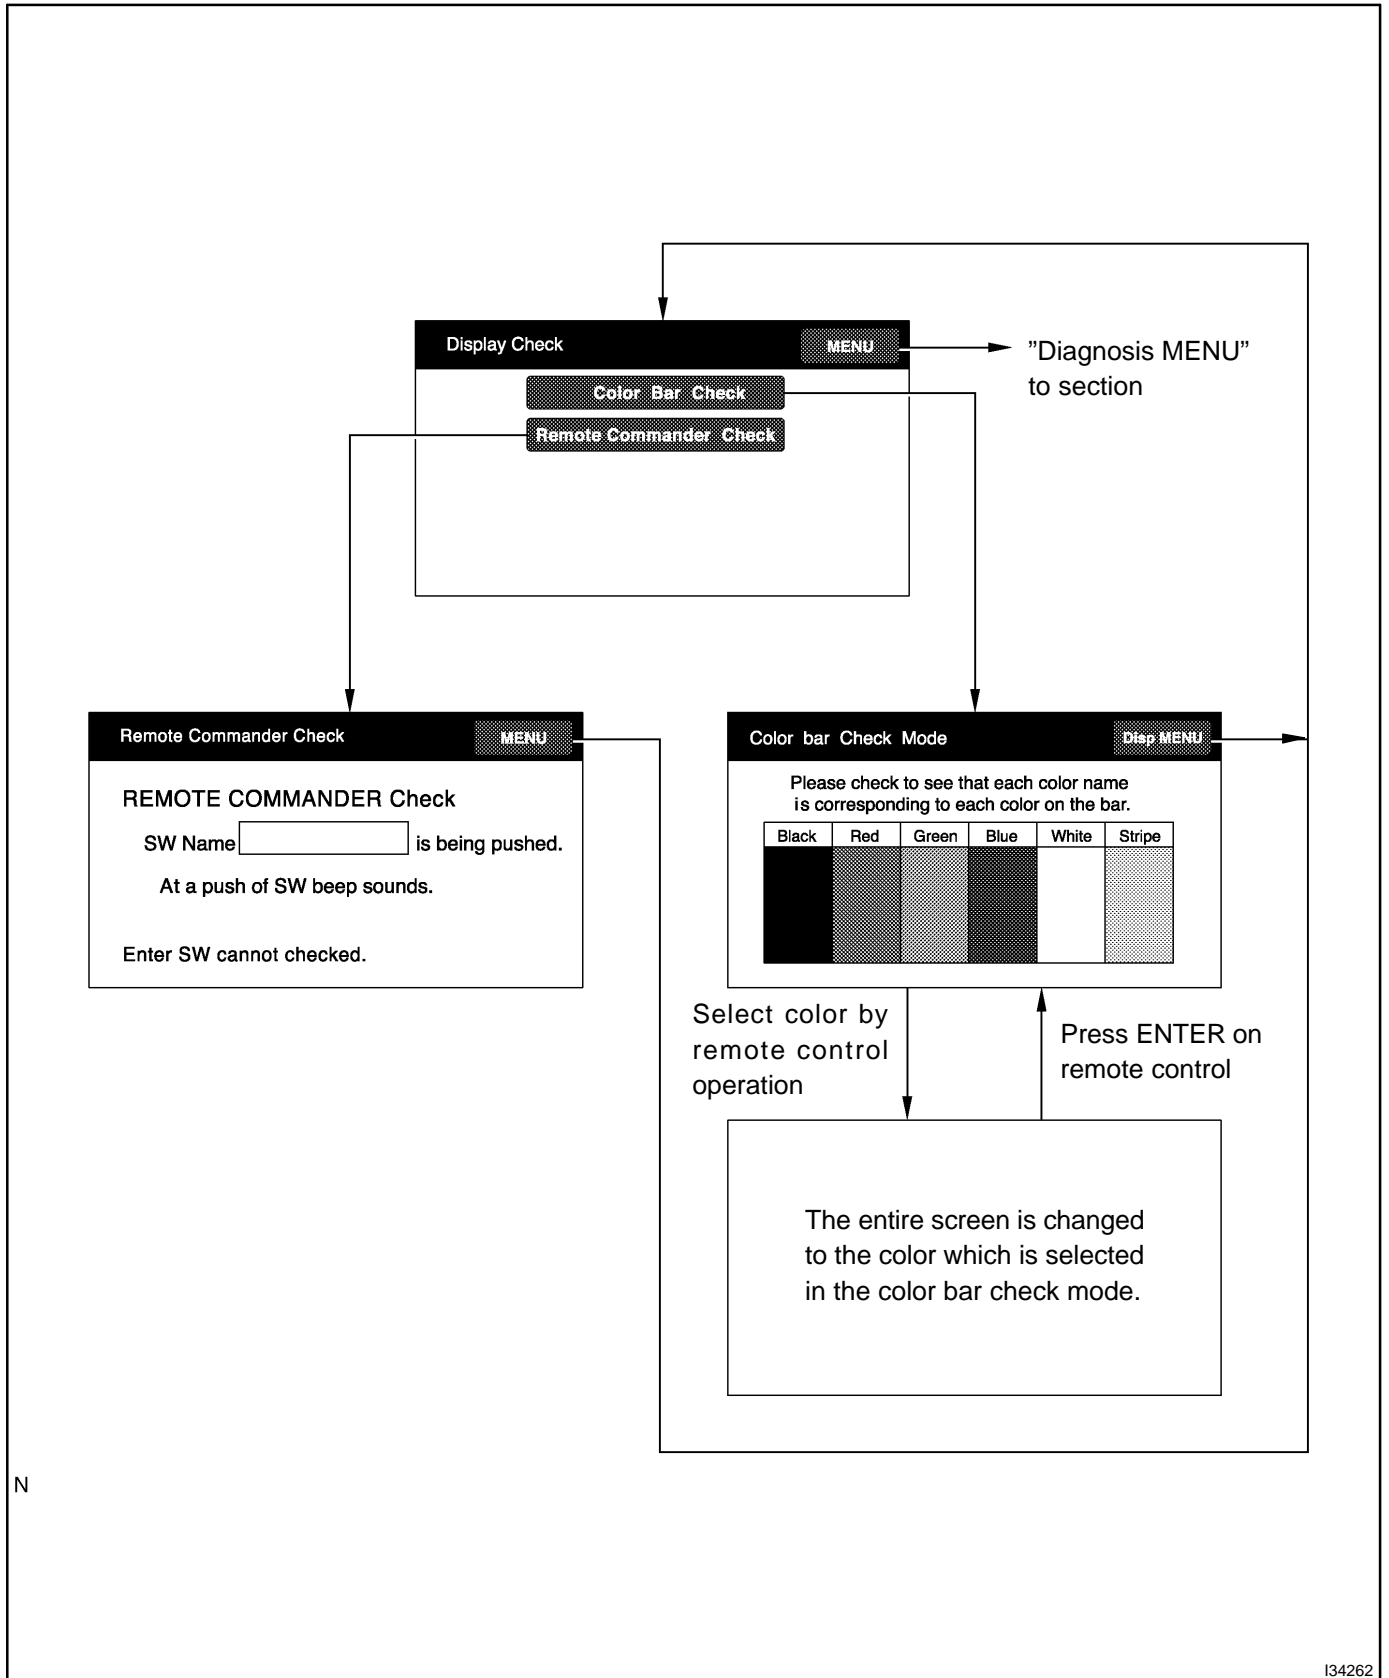 Display Check
MENU
”Diagnosis MENU”
to section
Color Bar Check
Remote Commander Check
Remote Commander Check
MENU
REMOTE COMMANDER Check
SW Name
is being pushed.
At a push of SW beep sounds.
Enter SW cannot checked.
Color bar Check Mode
Disp MENU
Please check to see that each color name
is corresponding to each color on the bar.
Black Red Green Blue White Stripe
Select color by
remote control
operation
Press ENTER on
remote control
The entire screen is changed
to the color which is selected
in the color bar check mode.
N
I34262